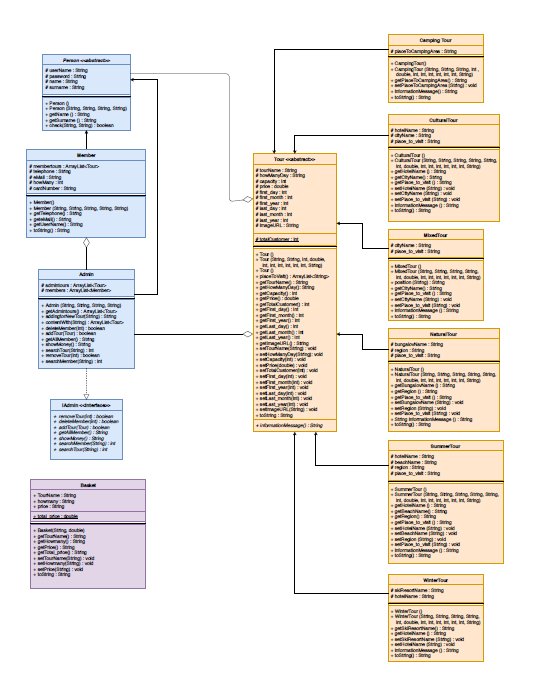 Person <<abstract>>
# userName : String
# password : String
# name : String
# surname : String
+ Person ()
+ Person (String, String, String, String)
+ getName () : String
+ getSurname () : String
+ check(String, String) : boolean
Member
# membertours : ArrayList<Tour>
# telephone : String
# eMail : String
# howMany : int
# cardNumber : String
+ Member()
+ Member (String, String, String, String, String)
+ getTelephone() : String
+ geteMail() : String
+ getUserName() : String
+ toString() : String
Admin
# admintours : ArrayList<Tour>
# members : ArrayList<Member>
+ Admin (String, String, String, String)
+ getAdmintours() : ArrayList<Tour>
+ addingforNewTour(String) : String
+ contentWith(String) : ArrayList<Tour>
+ deleteMember(int) : boolean
+ addTour(Tour) : boolean
+ getAllMember() : String
+ showMoney() : String
+ searchTour(String) : int
+ removeTour(int) : boolean
+ searchMember(String) : int
IAdmin <<interface>>
+ removeTour(int) : boolean
+ deleteMember(int) : boolean
+ addTour(Tour) : boolean
+ getAllMember() : String
+ showMoney() : String
+ searchMember(String) : int
+ searchTour(String) : int
Basket
+ TourName : String
+ howmany : String
+ price : String
+ total_price : double
+ Basket(String, double)
+ getTourName() : String
+ getHowmany() : String
+ getPrice() : String
+ getTotal_price() : String
+ setTourName(String) : void
+ setHowmany(String) : void
+ setPrice(String) : void
+ toString : String
Tour <<abstract>>
# tourName : String
# howManyDay : String
# capacity : int
# price : double
# first_day : int
# first_month : int
# first_year : int
# last_day : int
# last_month : int
# last_year : int
# imageURL : String
# totalCustomer : int
+ Tour ()
+ Tour (String, String, int, double,
int, int, int, int, int, int, String)
+ Tour ()
+ placeToVisit() : ArrayList<String>
+ getTourName() : String
+ getHowManyDay() : String
+ getCapacity() : int
+ getPrice() : double
+ getTotalCustomer() : int
+ getFirst_day() : int
+ getFirst_month() : int
+ getFirst_year() : int
+ getLast_day() : int
+ getLast_month() : int
+ getLast_year() : int
+ getImageURL() : String
+ setTourName(String) : void
+ setHowManyDay(String) : void
+ setCapacity(int) : void
+ setPrice(double) : void
+ setTotalCustomer(int) : void
+ setFirst_day(int) : void
+ setFirst_month(int) : void
+ setFirst_year(int) : void
+ setLast_day(int) : void
+ setLast_month(int) : void
+ setLast_year(int) : void
+ setImageURL(String) : void
+ toString : String
+ informationMessage() : String
Camping Tour
# placeToCampingArea : String
+ CampingTour()
+ CampingTour (String, String, String, int ,
double, int, int, int, int, int, int, String)
+ getPlaceToCampingArea() : String
+ setPlaceToCampingArea (String) : void
+ informationMessage() : String
+ toString() : String
CulturalTour
# hotelName : String
# cityName : String
# place_to_visit : String
+ CulturalTour()
+ CulturalTour (String, String, String, String, String,
int, double, int, int, int, int, int, int, String)
+ getHotelName () : String
+ getCityName() : String
+ getPlace_to_visit () : String
+ setHotelName (String) : void
+ setCityName (String) : void
+ setPlace_to_visit (String) : void
+ informationMessage () : String
+ toString() : String
MixedTour
# cityName : String
# place_to_visit : String
+ MixedTour()
+ MixedTour (String, String, String, String, int,
double, int, int, int, int, int, int, String)
+ position (String) : String
+ getCityName() : String
+ getPlace_to_visit () : String
+ setCityName (String) : void
+ setPlace_to_visit (String) : void
+ informationMessage () : String
+ toString() : String
NaturalTour
# bungalovName : String
# region : String
# place_to_visit : String
+ NaturalTour()
+ NaturalTour (String, String, String, String, String,
int, double, int, int, int, int, int, int, String)
+ getBungalovName () : String
+ getRegion () : String
+ getPlace_to_visit () : String
+ setBungalovName (String) : void
+ setRegion (String) : void
+ setPlace_to_visit (String) : void
+ String informationMessage () : String
+ toString() : String
SummerTour
# hotelName : String
# beachName : String
# region : String
# place_to_visit : String
+ SummerTour ()
+ SummerTour (String, String, String, String, String,
int, double, int, int, int, int, int, int, String)
+ getHotelName () : String
+ getBeachName() : String
+ getRegion() : String
+ getPlace_to_visit () : String
+ setHotelName (String) : void
+ setBeachName (String) : void
+ setRegion (String) : void
+ setPlace_to_visit (String) : void
+ informationMessage () : String
+ toString() : String
WinterTour
# skiResortName : String
# hotelName : String
+ WinterTour ()
+ WinterTour (String, String, String, String,
int, double, int, int, int, int, int, int, String)
+ getSkiResortName() : String
+ getHotelName () : String
+ setSkiResortName (String) : void
+ setHotelName (String) : void
+ informationMessage () : String
+ toString() : String